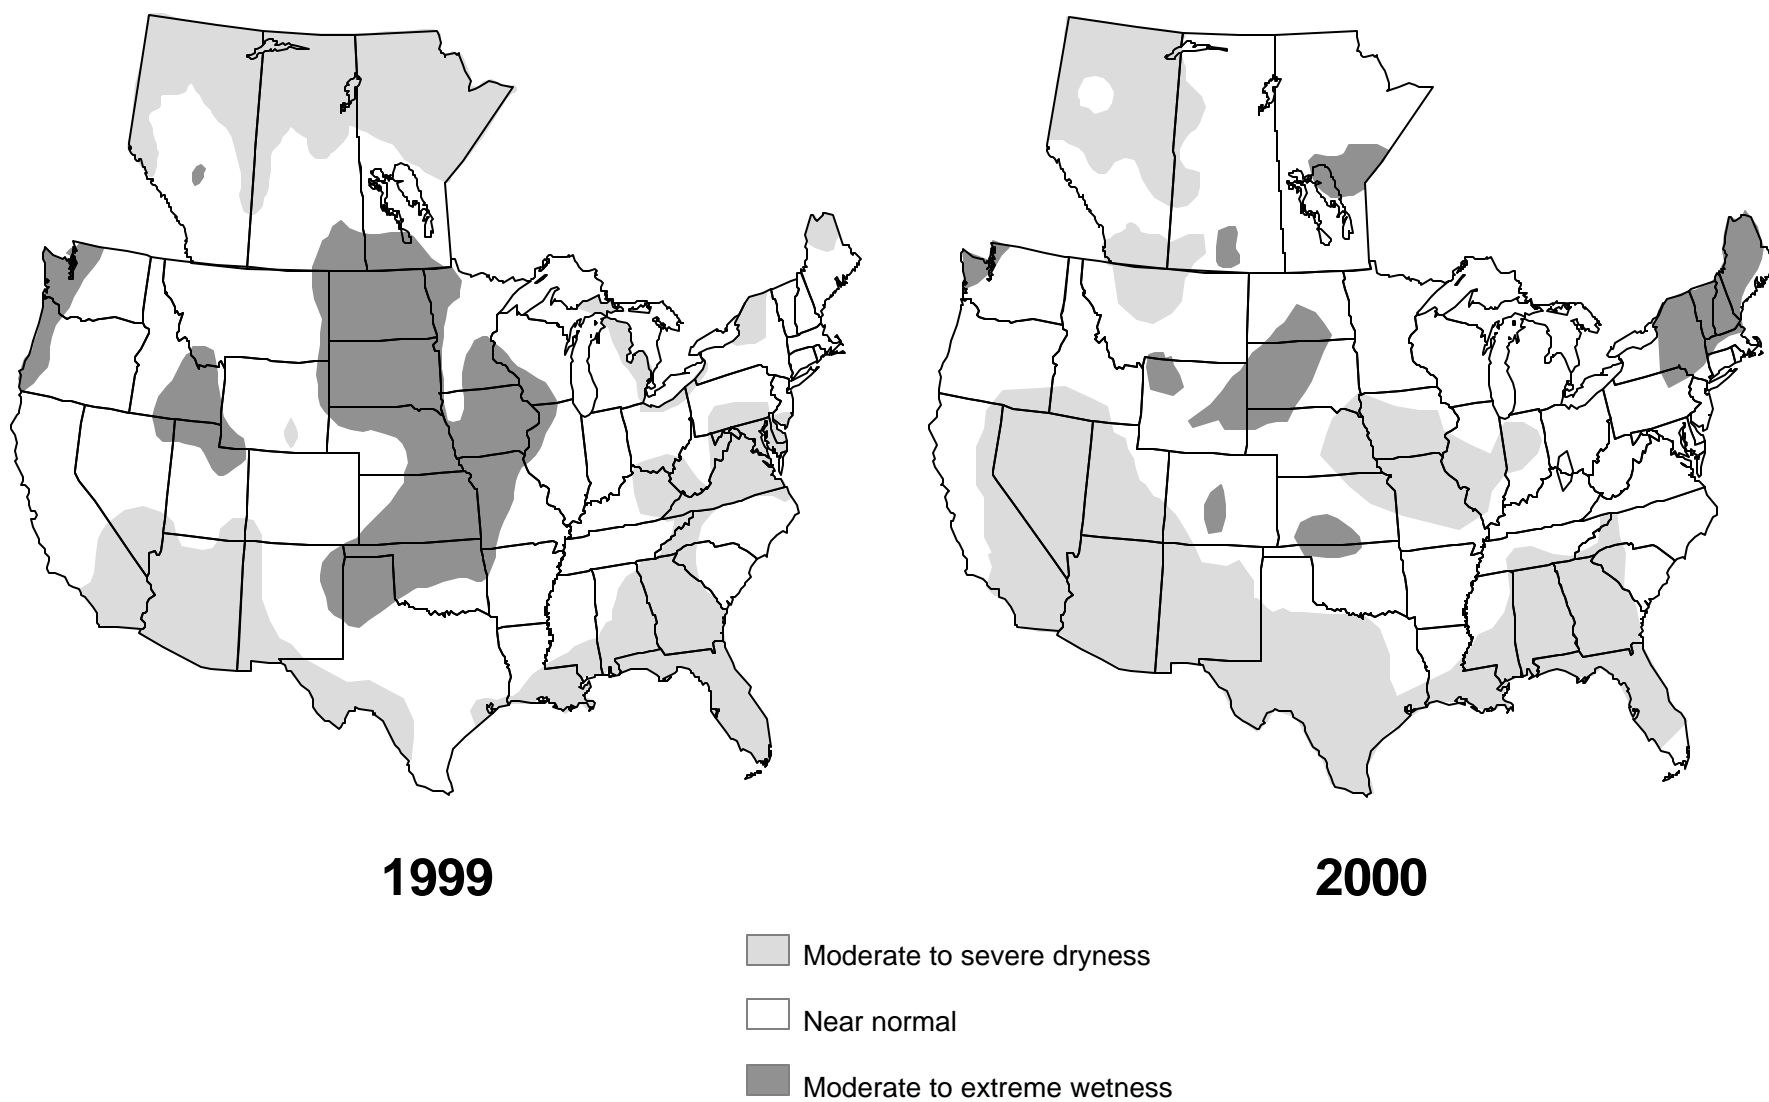 1999
2000
Moderate to severe dryness
Near normal
Moderate to extreme wetness